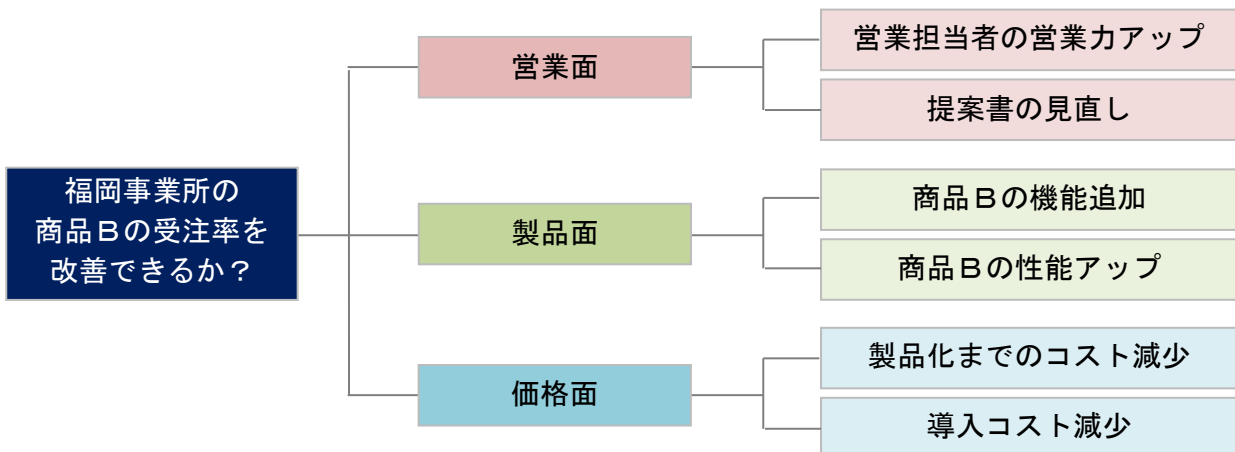 福岡事業所の
商品Ｂの受注率を
改善できるか？
営業面
営業担当者の営業力アップ
提案書の見直し
製品面
商品Ｂの機能追加
商品Ｂの性能アップ
価格面
製品化までのコスト減少
導入コスト減少